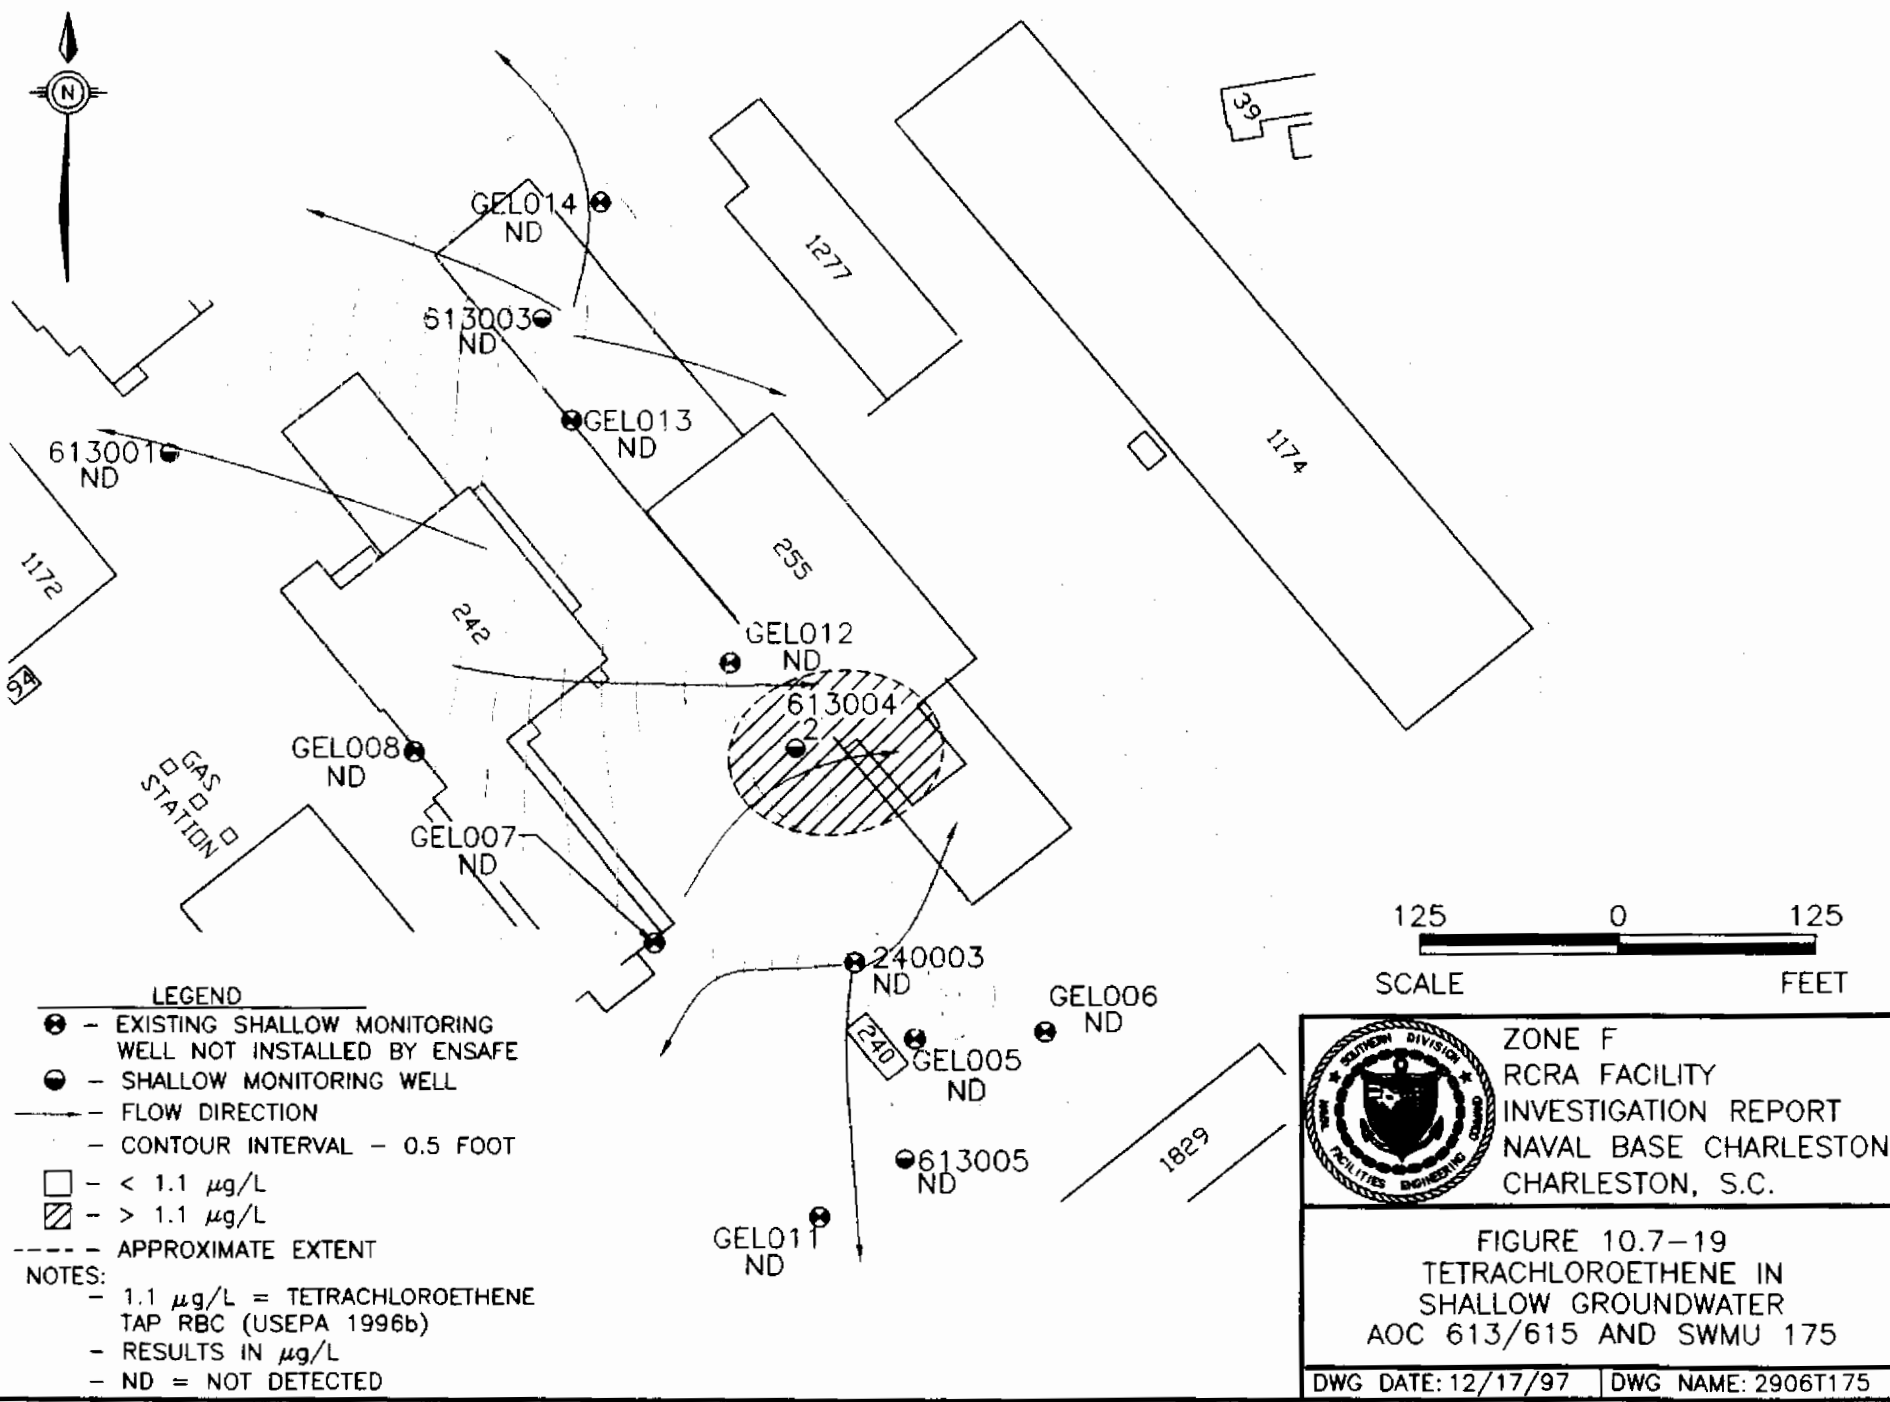 N
39
GEL014
ND
1277
613003
ND
GEL013
ND
613001
ND
1174
1172
255
242
GEL012
ND
94
613004
2
GEL008
ND
GAS
STATION
GEL007
ND
125 0 125
SCALE FEET
240003
ND
GEL006
ND
240
GEL005
ND
613005
ND
1829
GEL011
ND
LEGEND
- EXISTING SHALLOW MONITORING
WELL NOT INSTALLED BY ENSAFE
- SHALLOW MONITORING WELL
- FLOW DIRECTION
- CONTOUR INTERVAL - 0.5 FOOT
- < 1.1 µg/L
- > 1.1 µg/L
- APPROXIMATE EXTENT
NOTES:
- 1.1 µg/L = TETRACHLOROETHENE
TAP RBC (USEPA 1996b)
- RESULTS IN µg/L
- ND = NOT DETECTED
SOUTHERN DIVISION
NAVAL FACILITIES ENGINEERING COMMAND
ZONE F
RCRA FACILITY
INVESTIGATION REPORT
NAVAL BASE CHARLESTON
CHARLESTON, S.C.
FIGURE 10.7-19
TETRACHLOROETHENE IN
SHALLOW GROUNDWATER
AOC 613/615 AND SWMU 175
DWG DATE: 12/17/97 DWG NAME: 2906T175